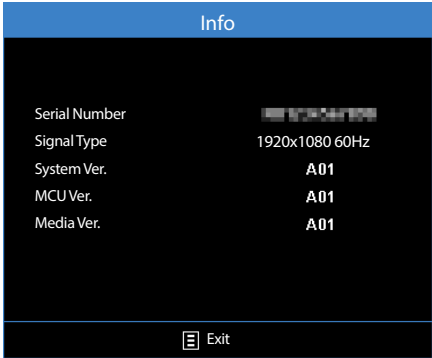 Info
Serial Number
Signal Type 1920x1080 60Hz
System Ver. A01
MCU Ver. A01
Media Ver. A01
Exit